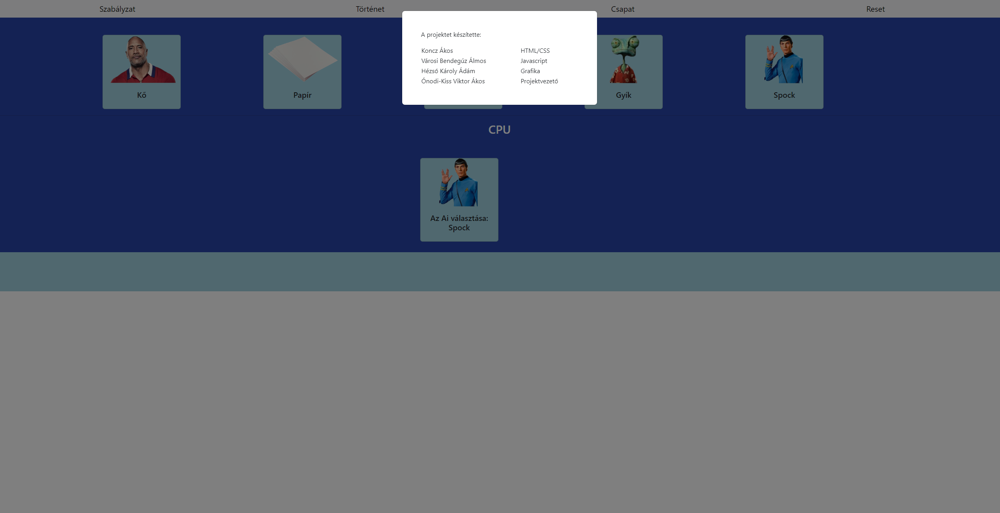 Szabályzat
Történet
Csapat
Reset
A projektet készítette:
Koncz Ákos HTML/CSS
Városi Bendegúz Álmos Javascript
Hézső Károly Ádám Grafika
Ónodi-Kiss Viktor Ákos Projektvezető
Kő
Papír
Gyík
Spock
CPU
Az Ai választása:
Spock